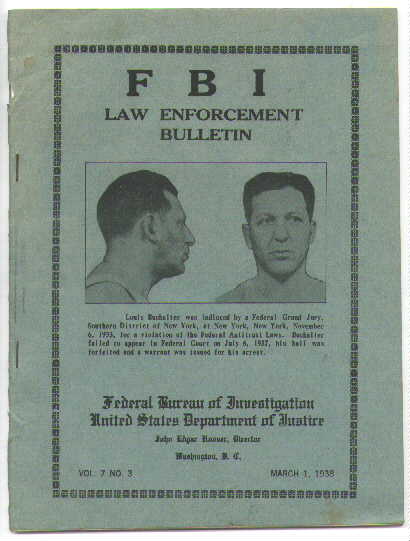 F B I
LAW ENFORCEMENT
BULLETIN
Louis Buchalter was indicted by a Federal Grand Jury,
Southern District of New York, at New York, New York, November
6, 1933, for a violation of the Federal Antitrust Laws. Buchalter
failed to appear in Federal Court on July 6, 1937, his bail was
forfeited and a warrant was issued for his arrest.
Federal Bureau of Investigation
United States Department of Justice
John Edgar Hoover, Director
Washington, D. C.
VOL. 7 NO. 3 MARCH 1, 1938